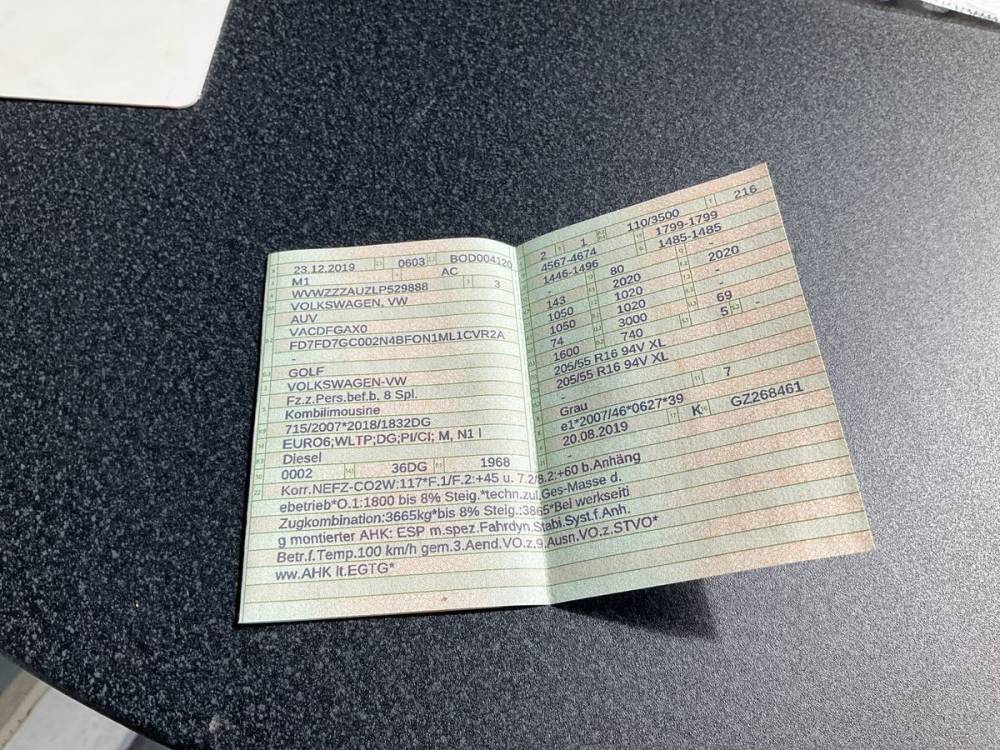 23.12.2019 0603 BOD004120
M1 AC
WVWZZZAUZLP529888 3
VOLKSWAGEN, VW
AUV
VACDFGAX0
FD7FD7GC002N4BFON1ML1CVR2A
-
GOLF
VOLKSWAGEN-VW
Fz.z.Pers.bef.b. 8 Spl.
Kombilimousine
715/2007*2018/1832DG
EURO6;WLTP;DG;PI/CI; M, N1 I
Diesel
0002 36DG 1968
2 1 110/3500 216
4567-4674 1799-1799
1446-1496 1485-1485
- 80 -
143 2020 2020
1050 1020 -
1050 1020
74 3000 69
1600 740 5 -
205/55 R16 94V XL
205/55 R16 94V XL
-
Grau 7
e1*2007/46*0627*39
20.08.2019 K GZ268461
-
Korr.NEFZ-CO2W:117*F.1/F.2:+45 u. 7.2/8.2:+60 b.Anhäng
ebetrieb*O.1:1800 bis 8% Steig.*techn.zul.Ges-Masse d.
Zugkombination:3665kg*bis 8% Steig.:3865*Bei werkseiti
g montierter AHK: ESP m.spez.Fahrdyn.Stabi.Syst.f.Anh.
Betr.f.Temp.100 km/h gem.3.Aend.VO.z.9.Ausn.VO.z.STVO*
ww.AHK lt.EGTG*